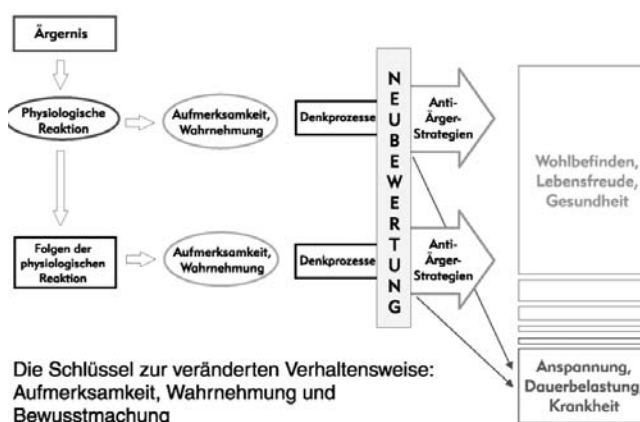 Ärgernis
Physiologische
Reaktion
Aufmerksamkeit,
Wahrnehmung
Denkprozesse
NEUBEWERTUNG
Anti-
Ärger-
Strategien
Wohlbefinden,
Lebensfreude,
Gesundheit
Folgen der
physiologischen
Reaktion
Aufmerksamkeit,
Wahrnehmung
Denkprozesse
Anti-
Ärger-
Strategien
Anspannung,
Dauerbelastung,
Krankheit
Die Schlüssel zur veränderten Verhaltensweise:
Aufmerksamkeit, Wahrnehmung und
Bewusstmachung